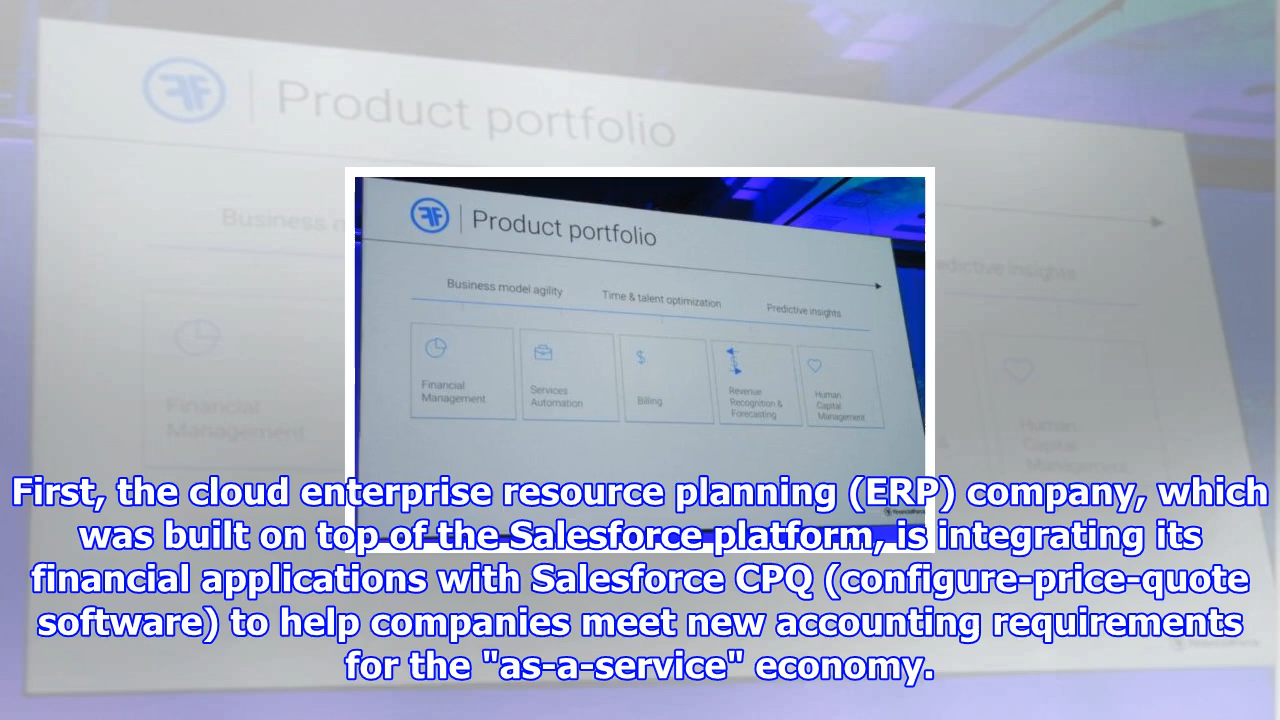 FF
Product portfolio
Business model agility
Time & talent optimization
Predictive insights
Financial
Management
Services
Automation
$
Billing
Revenue
Recognition &
Forecasting
Human
Capital
Management
First, the cloud enterprise resource planning (ERP) company, which
was built on top of the Salesforce platform, is integrating its
financial applications with Salesforce CPQ (configure-price-quote
software) to help companies meet new accounting requirements
for the "as-a-service" economy.